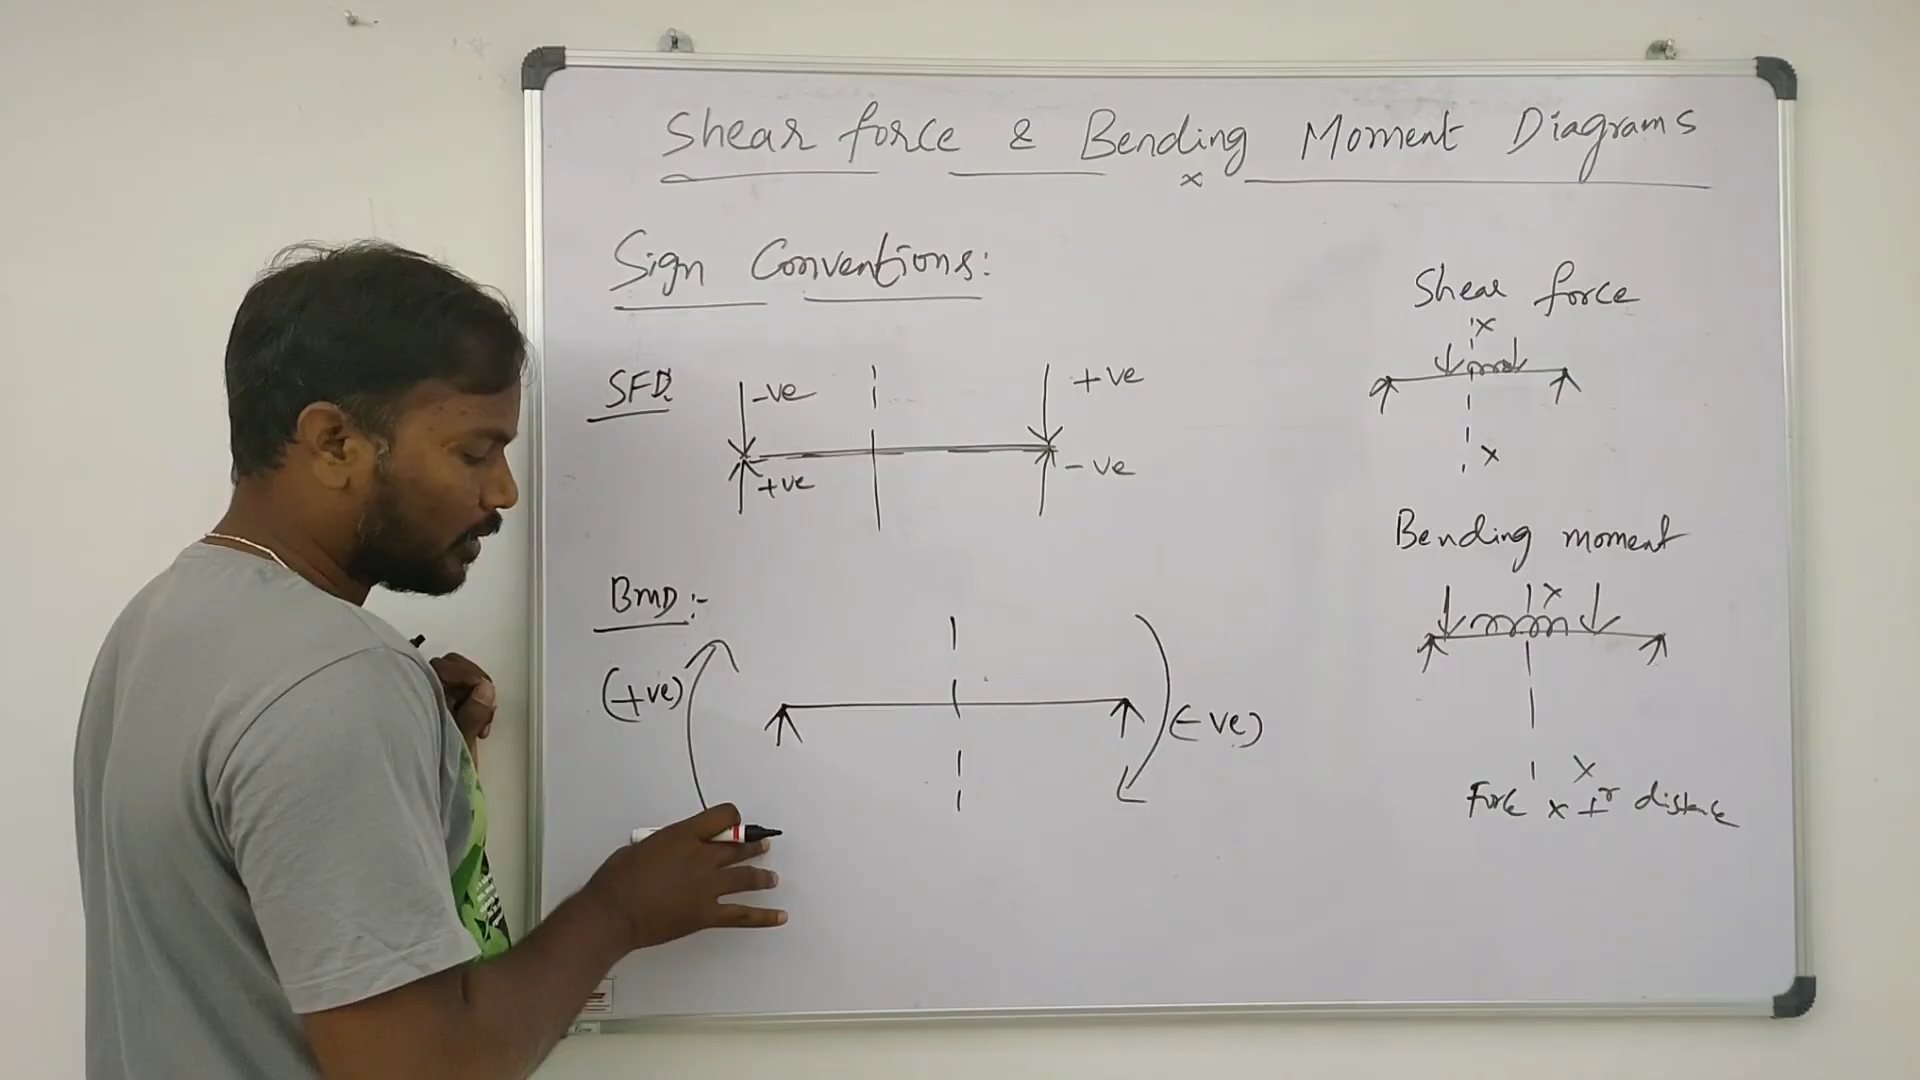 Shear force & Bending Moment Diagrams
x
Sign Conventions:
SFD:
-ve
+ve
+ve
-ve
BMD:-
(+ve)
(-ve)
Shear force
x
x
Bending moment
x
x
Force x ⊥r distance